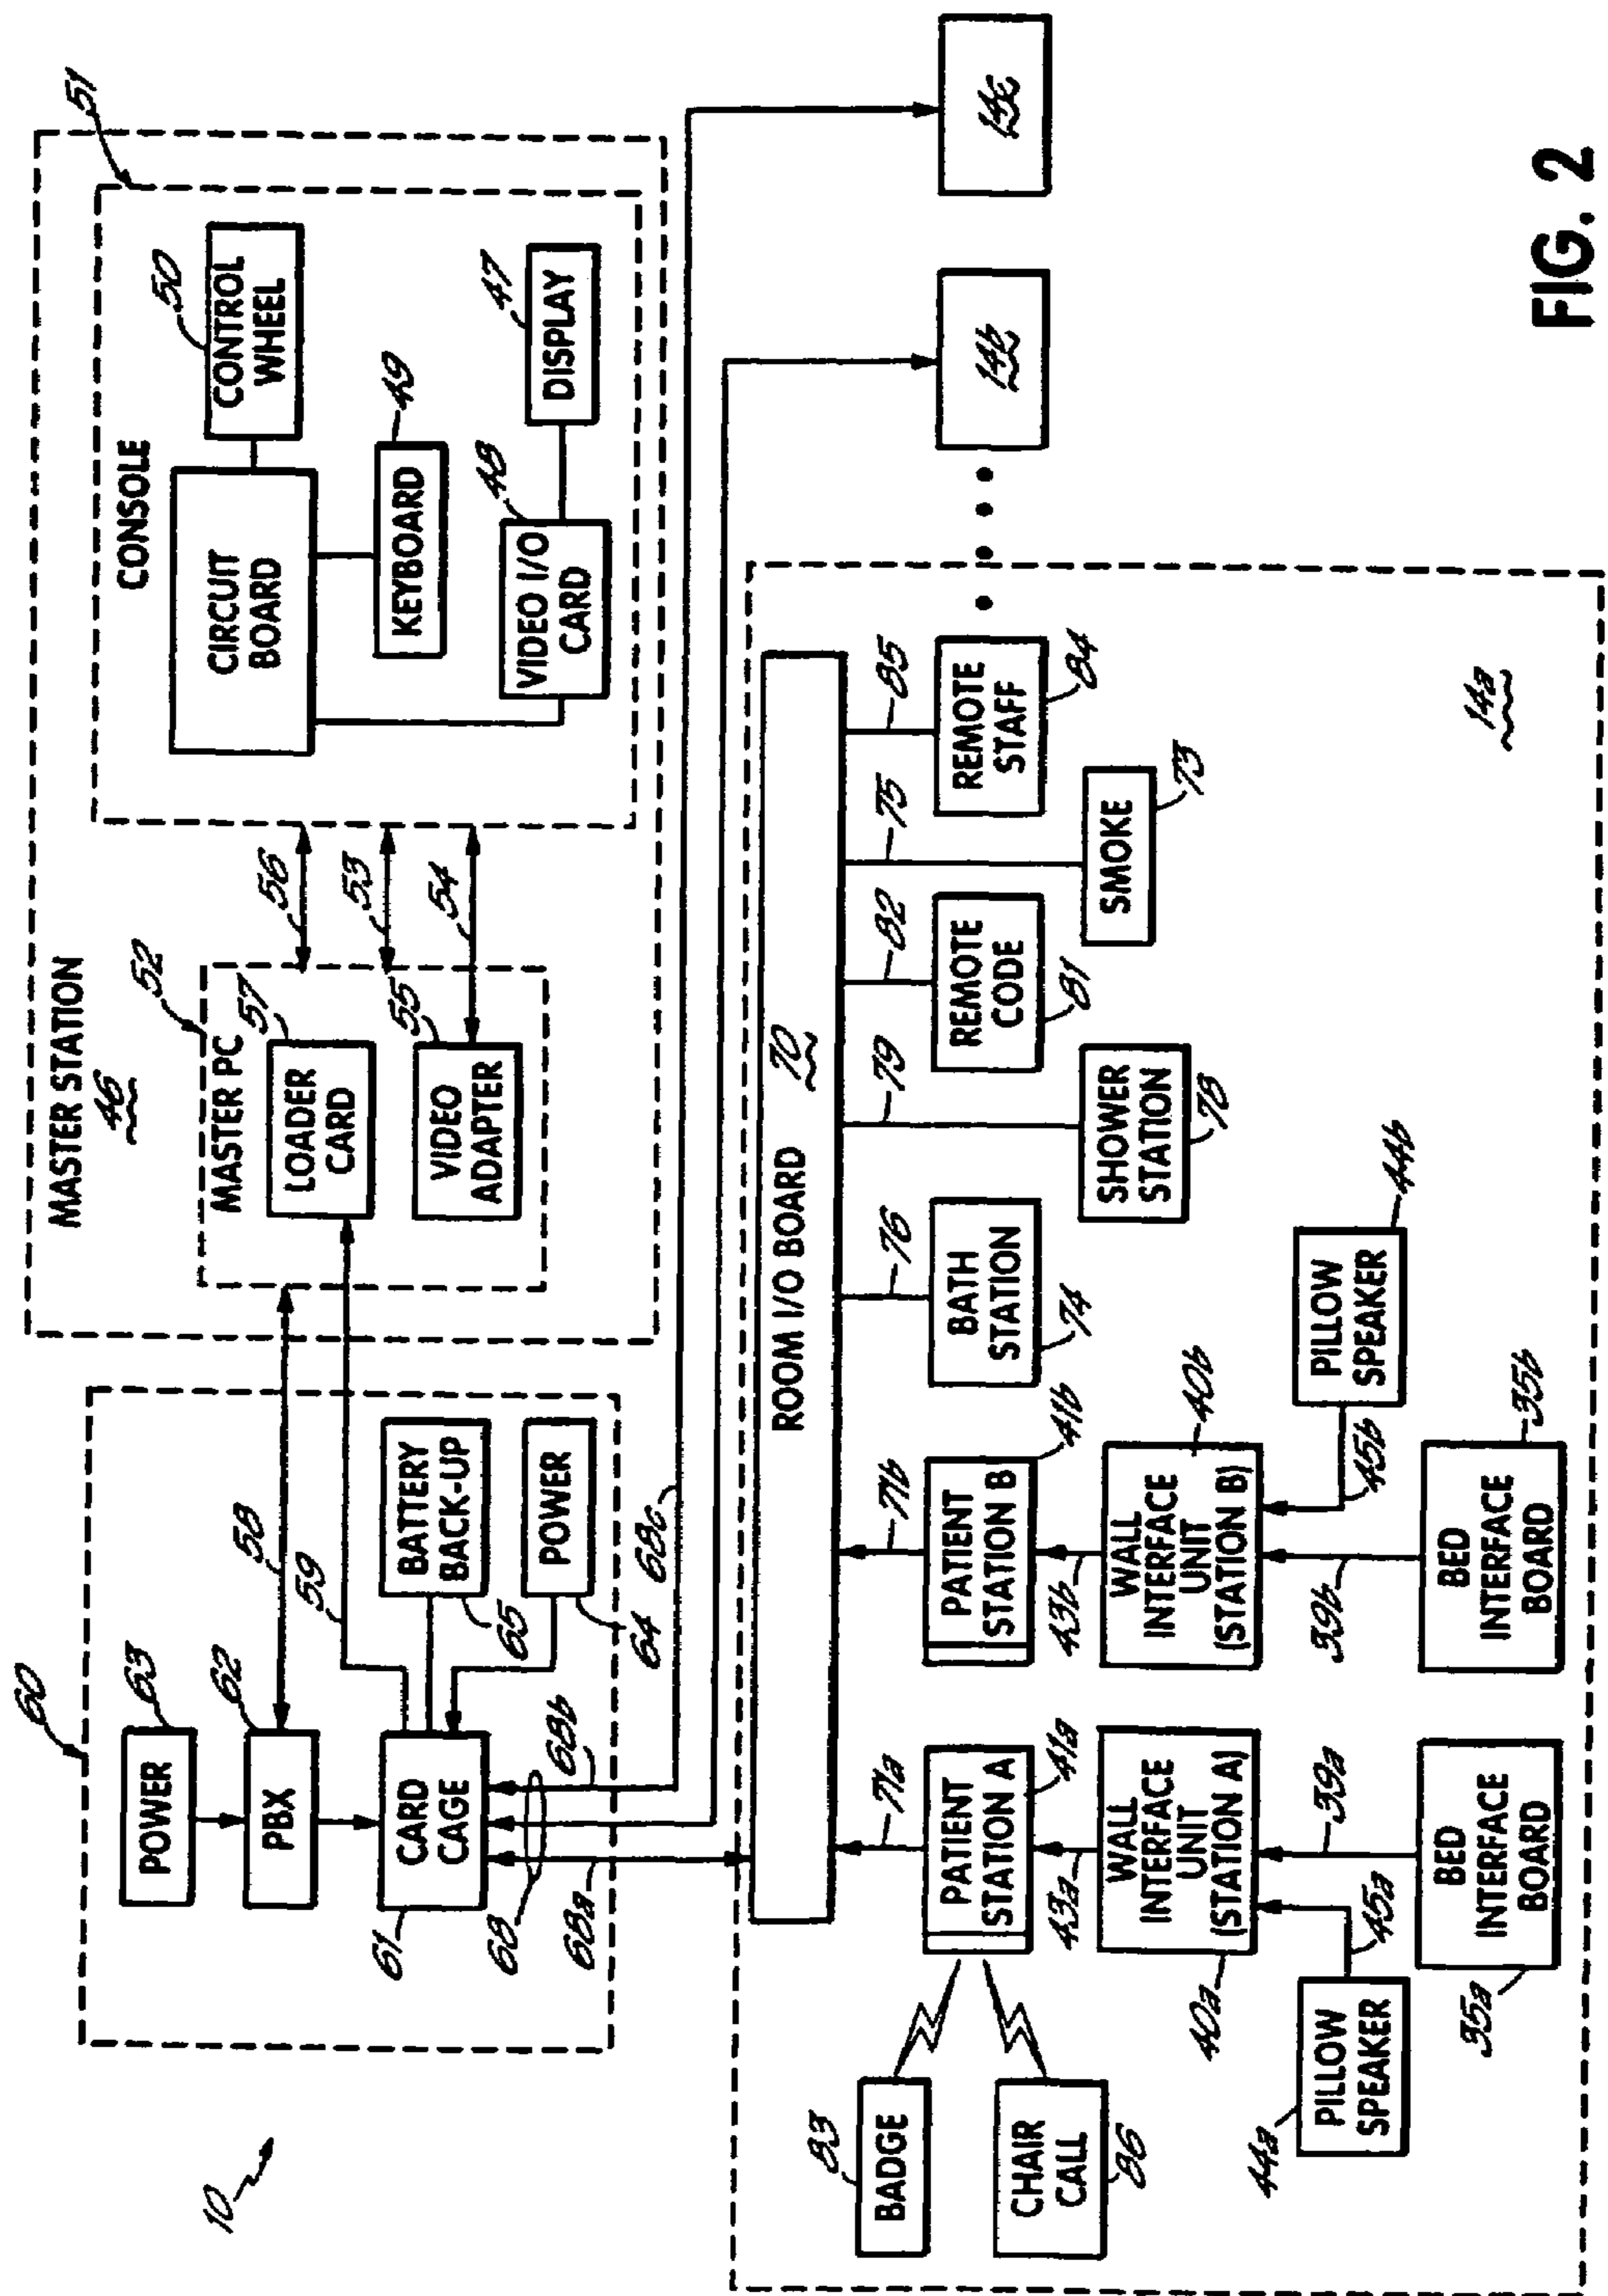 10
60
POWER
63
PBX
62
CARD
CAGE
61
BATTERY
BACK-UP
65
POWER
64
58
59
68
68a
68b
68c
MASTER STATION
46
MASTER PC
52
LOADER
CARD
57
VIDEO
ADAPTER
55
56
53
54
CONSOLE
51
CIRCUIT
BOARD
CONTROL
WHEEL
50
KEYBOARD
49
VIDEO I/O
CARD
48
DISPLAY
47
ROOM I/O BOARD
70
BADGE
83
CHAIR
CALL
86
71a
PATIENT
STATION A
41a
43a
WALL
INTERFACE
UNIT
(STATION A)
40a
39a
45a
PILLOW
SPEAKER
44a
BED
INTERFACE
BOARD
35a
71b
PATIENT
STATION B
41b
43b
WALL
INTERFACE
UNIT
(STATION B)
40b
39b
45b
PILLOW
SPEAKER
44b
BED
INTERFACE
BOARD
35b
76
BATH
STATION
74
79
SHOWER
STATION
78
82
REMOTE
CODE
81
75
SMOKE
73
85
REMOTE
STAFF
84
14a
14b
14c
FIG. 2